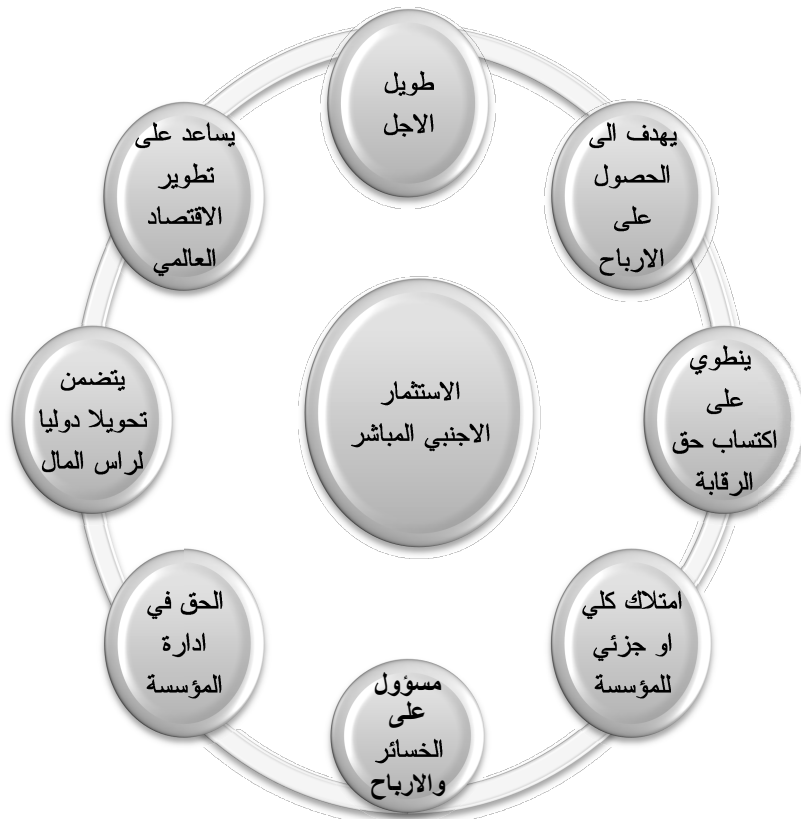 طويل
الاجل
يهدف الى
الحصول
على
الارباح
ينطوي
على
اكتساب حق
الرقابة
امتلاك كلي
او جزئي
للمؤسسة
مسؤول
على
الخسائر
والارباح
الحق في
ادارة
المؤسسة
يتضمن
تحويلا دوليا
لراس المال
يساعد على
تطوير
الاقتصاد
العالمي
الاستثمار
الاجنبي المباشر